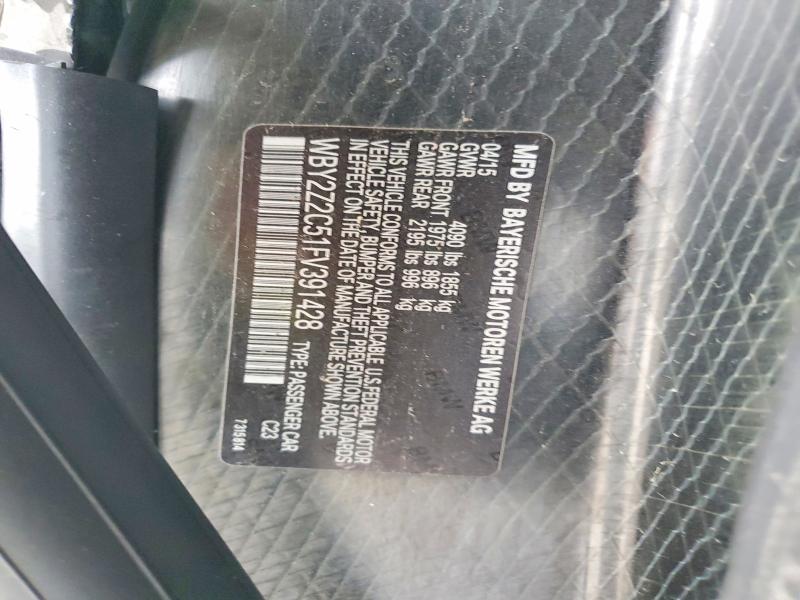 MFD BY BAYERISCHE MOTOREN WERKE AG
04/15
GVWR 4090 lbs 1855 kg
GAWR FRONT 1975 lbs 896 kg
GAWR REAR 2195 lbs 996 kg
THIS VEHICLE CONFORMS TO ALL APPLICABLE U.S. FEDERAL MOTOR
VEHICLE SAFETY, BUMPER AND THEFT PREVENTION STANDARDS
IN EFFECT ON THE DATE OF MANUFACTURE SHOWN ABOVE.
WBY2Z2C51FV391428 TYPE: PASSENGER CAR
C23
7315614